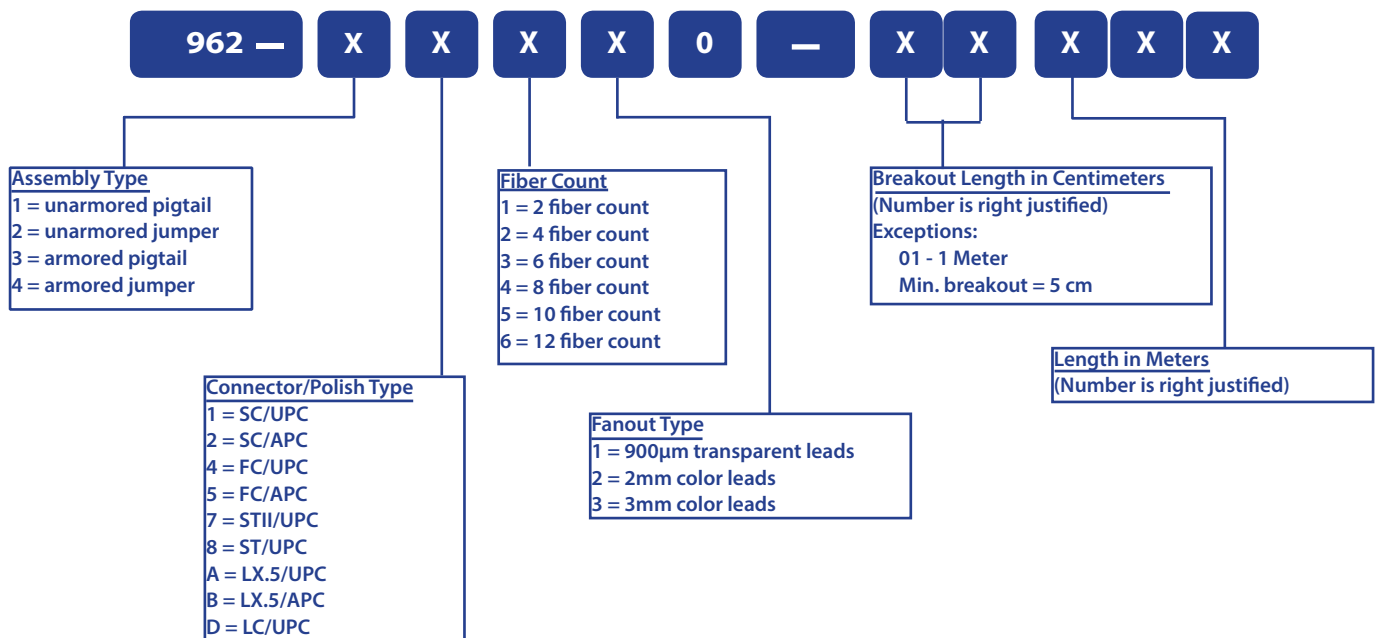 962 — X X X X 0 — X X X X X
Assembly Type
1 = unarmored pigtail
2 = unarmored jumper
3 = armored pigtail
4 = armored jumper
Fiber Count
1 = 2 fiber count
2 = 4 fiber count
3 = 6 fiber count
4 = 8 fiber count
5 = 10 fiber count
6 = 12 fiber count
Breakout Length in Centimeters
(Number is right justified)
Exceptions:
01 - 1 Meter
Min. breakout = 5 cm
Length in Meters
(Number is right justified)
Connector/Polish Type
1 = SC/UPC
2 = SC/APC
4 = FC/UPC
5 = FC/APC
7 = STII/UPC
8 = ST/UPC
A = LX.5/UPC
B = LX.5/APC
D = LC/UPC
Fanout Type
1 = 900µm transparent leads
2 = 2mm color leads
3 = 3mm color leads